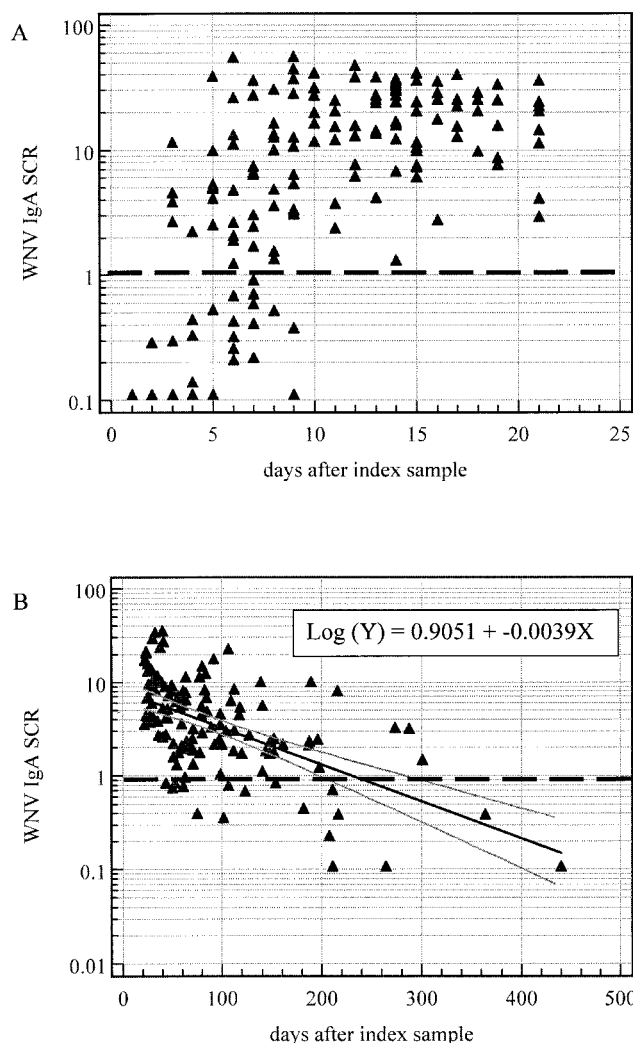 A
100
10
1
0.1
WNV IgA SCR
0 5 10 15 20 25
days after index sample
B
100
Log (Y) = 0.9051 + -0.0039X
10
1
0.1
0.01
WNV IgA SCR
0 100 200 300 400 500
days after index sample